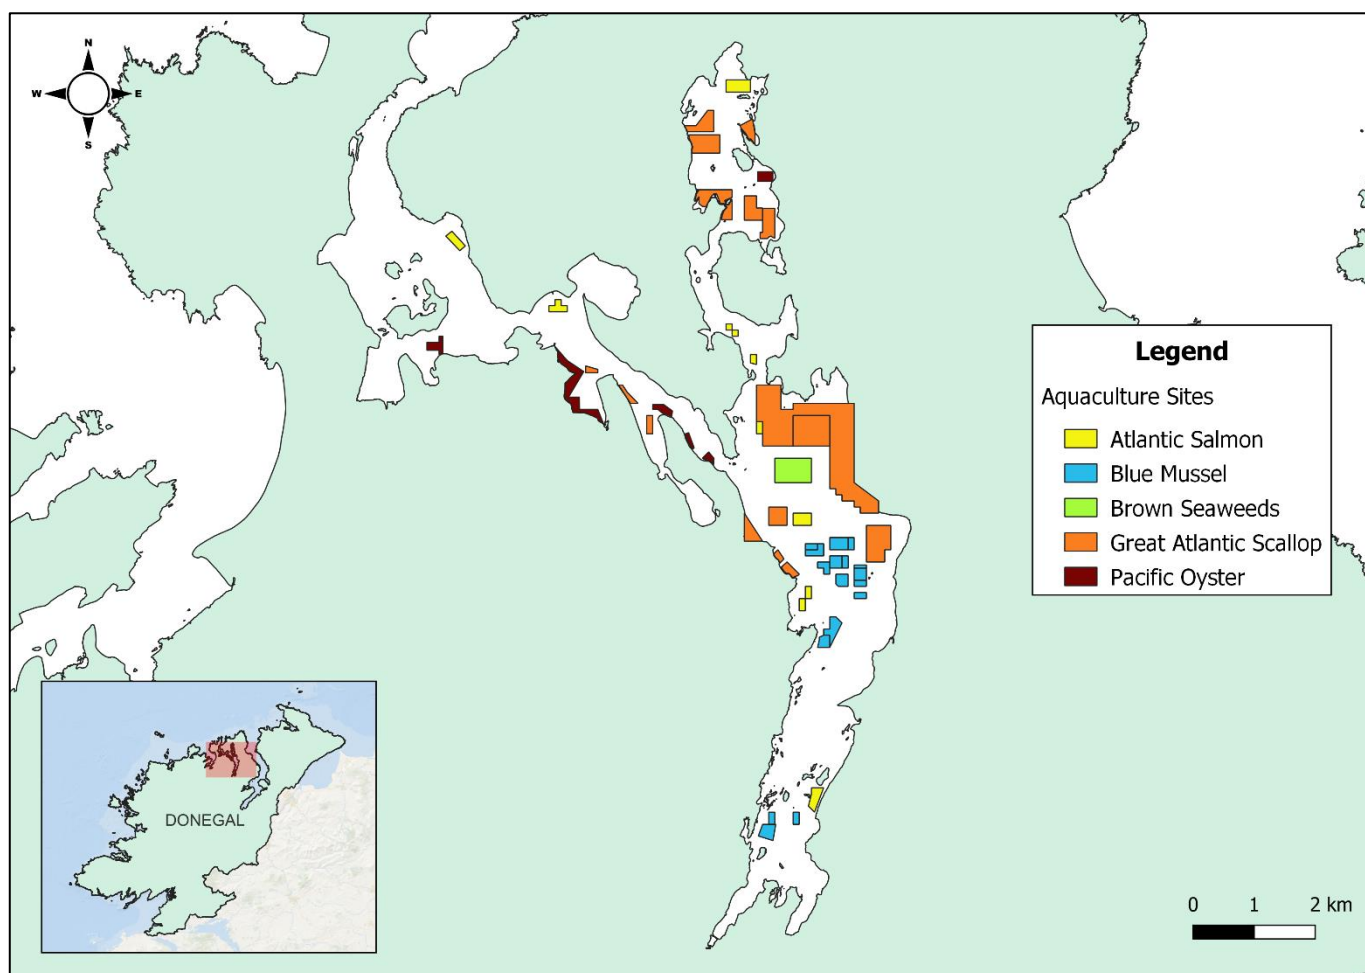 N
W E
S
Legend
Aquaculture Sites
Atlantic Salmon
Blue Mussel
Brown Seaweeds
Great Atlantic Scallop
Pacific Oyster
DONEGAL
0 1 2 km